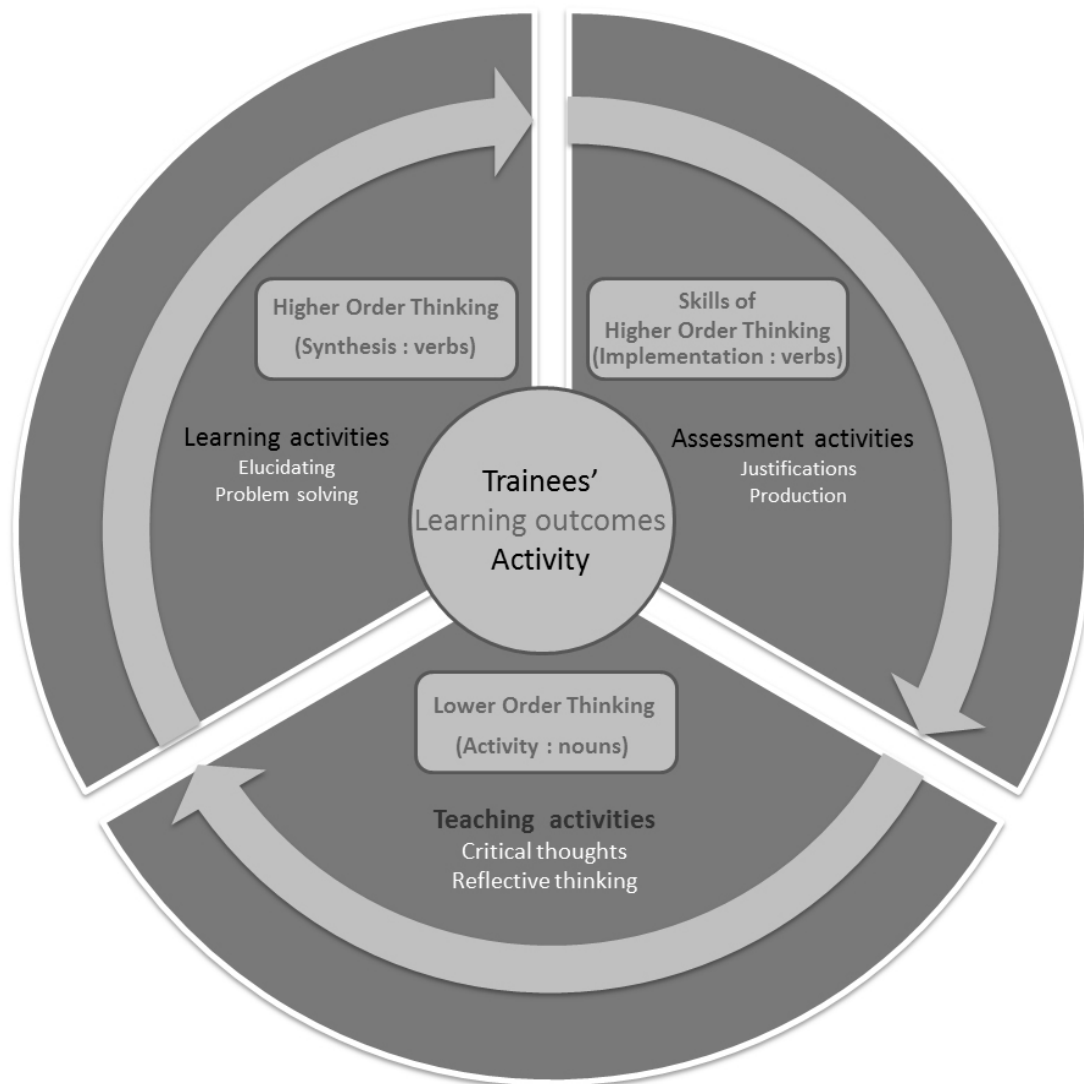 Higher Order Thinking
(Synthesis : verbs)
Learning activities
Elucidating
Problem solving
Skills of
Higher Order Thinking
(Implementation : verbs)
Assessment activities
Justifications
Production
Trainees'
Learning outcomes
Activity
Lower Order Thinking
(Activity : nouns)
Teaching activities
Critical thoughts
Reflective thinking